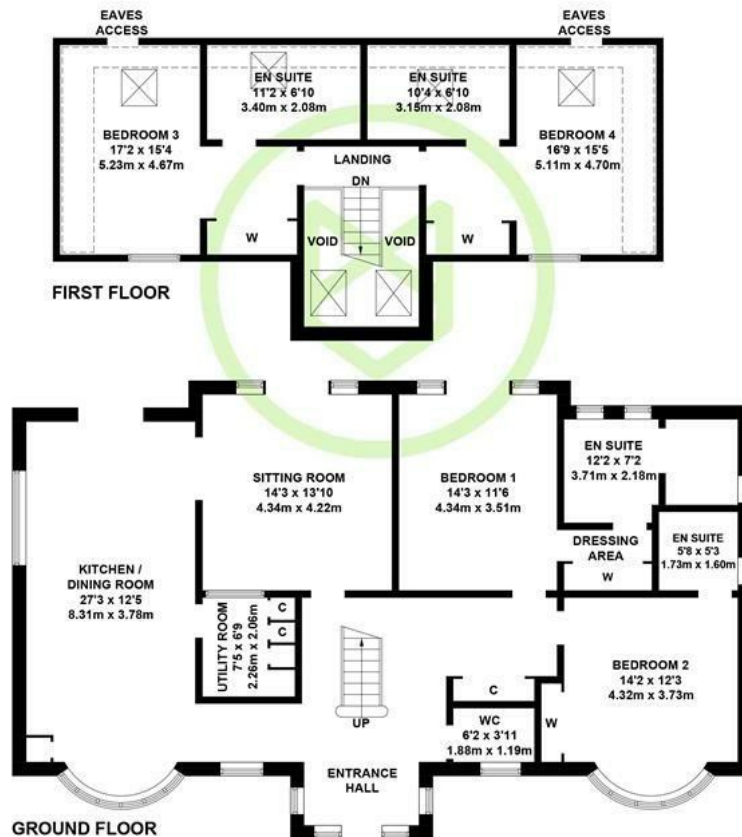 EAVES
ACCESS
EAVES
ACCESS
EN SUITE
11'2 x 6'10
3.40m x 2.08m
EN SUITE
10'4 x 6'10
3.15m x 2.08m
BEDROOM 3
17'2 x 15'4
5.23m x 4.67m
LANDING
DN
BEDROOM 4
16'9 x 15'5
5.11m x 4.70m
W
VOID
VOID
W
FIRST FLOOR
SITTING ROOM
14'3 x 13'10
4.34m x 4.22m
BEDROOM 1
14'3 x 11'6
4.34m x 3.51m
EN SUITE
12'2 x 7'2
3.71m x 2.18m
DRESSING
AREA
W
EN SUITE
5'8 x 5'3
1.73m x 1.60m
KITCHEN /
DINING ROOM
27'3 x 12'5
8.31m x 3.78m
UTILITY ROOM
7'5 x 6'9
2.26m x 2.06m
C
C
UP
C
WC
6'2 x 3'11
1.88m x 1.19m
W
BEDROOM 2
14'2 x 12'3
4.32m x 3.73m
ENTRANCE
HALL
GROUND FLOOR